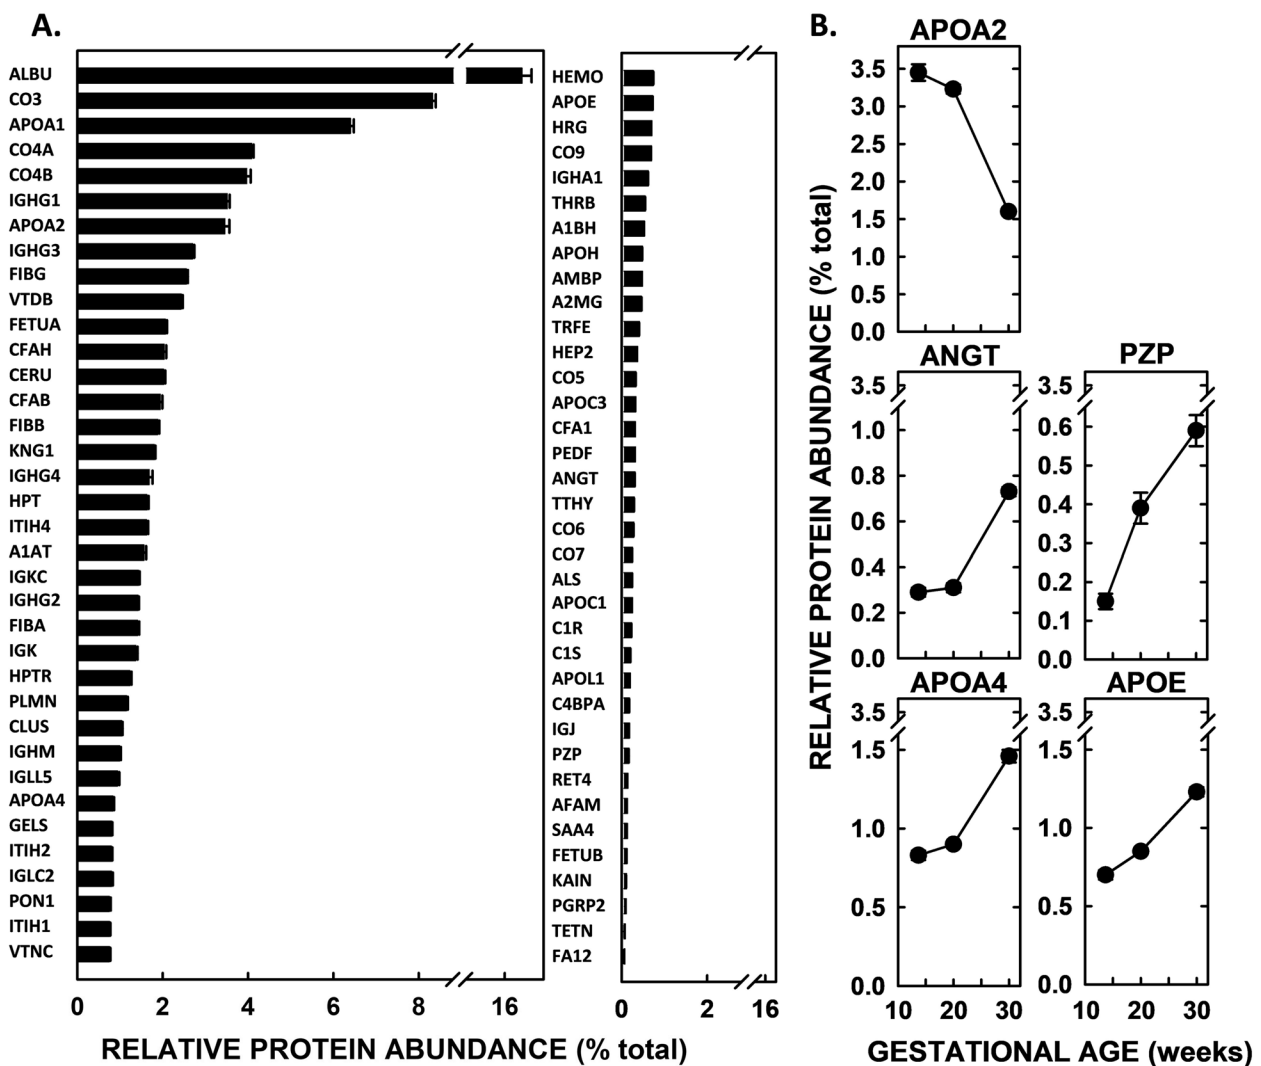 A.
ALBU
CO3
APOA1
CO4A
CO4B
IGHG1
APOA2
IGHG3
FIBG
VTDB
FETUA
CFAH
CERU
CFAB
FIBB
KNG1
IGHG4
HPT
ITIH4
A1AT
IGKC
IGHG2
FIBA
IGK
HPTR
PLMN
CLUS
IGHM
IGLL5
APOA4
GELS
ITIH2
IGLC2
PON1
ITIH1
VTNC
0 2 4 6 8 16
HEMO
APOE
HRG
CO9
IGHA1
THRB
A1BH
APOH
AMBP
A2MG
TRFE
HEP2
CO5
APOC3
CFA1
PEDF
ANGT
TTHY
CO6
CO7
ALS
APOC1
C1R
C1S
APOL1
C4BPA
IGJ
PZP
RET4
AFAM
SAA4
FETUB
KAIN
PGRP2
TETN
FA12
0 2 16
RELATIVE PROTEIN ABUNDANCE (% total)
B.
RELATIVE PROTEIN ABUNDANCE (% total)
APOA2
3.5
3.0
2.5
2.0
1.5
1.0
0.5
0.0
ANGT
3.5
1.0
0.8
0.6
0.4
0.2
0.0
PZP
3.5
0.6
0.5
0.4
0.3
0.2
0.1
0.0
APOA4
3.5
1.5
1.0
0.5
0.0
10 20 30
APOE
3.5
1.5
1.0
0.5
0.0
10 20 30
GESTATIONAL AGE (weeks)